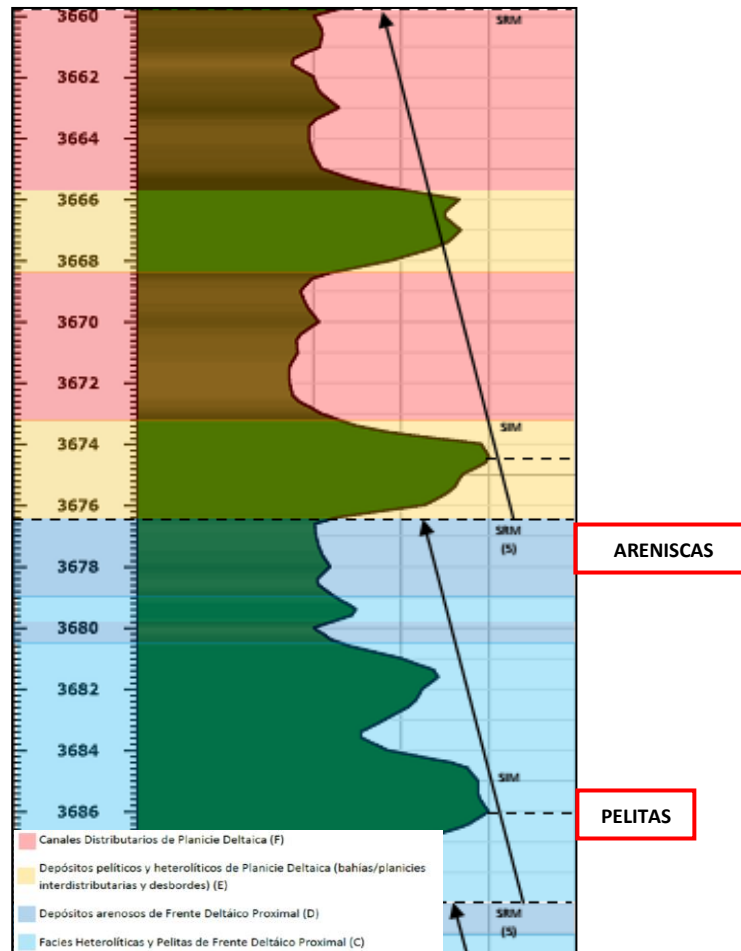 3660
SRM
3662
3664
3666
3668
3670
3672
SIM
3674
3676
SRM
(5)
ARENISCAS
3678
3680
3682
3684
SIM
3686
PELITAS
Canales Distributarios de Planicie Deltaica (F)
Depósitos pelíticos y heterolíticos de Planicie Deltaica (bahías/planicies
interdistributarias y desbordes) (E)
Depósitos arenosos de Frente Deltáico Proximal (D)
SRM
(5)
Facies Heterolíticas y Pelitas de Frente Deltáico Proximal (C)